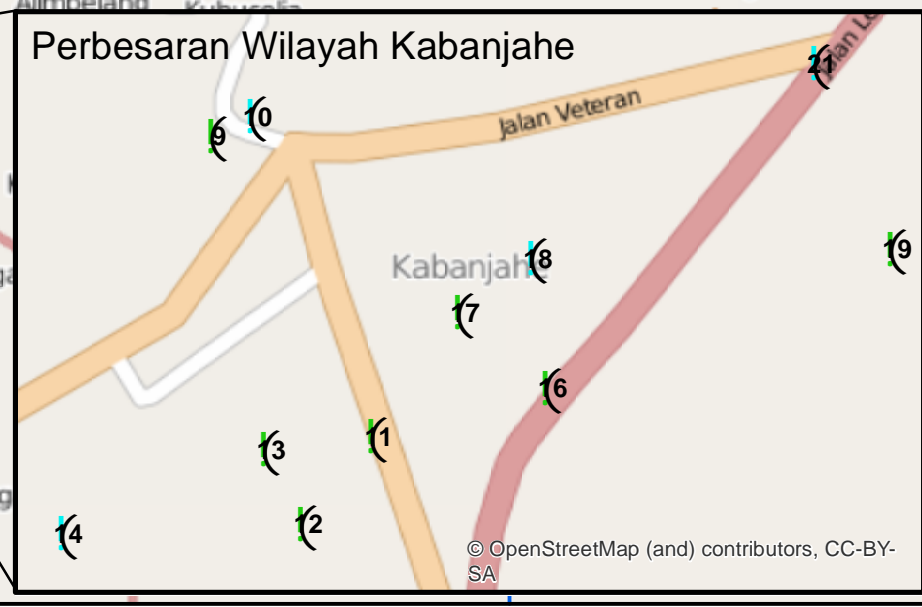 Perbesaran Wilayah Kabanjahe
Jalan Veteran
21
10
9
19
18
Kabanjahe
17
16
11
13
12
14
© OpenStreetMap (and) contributors, CC-BY-
SA